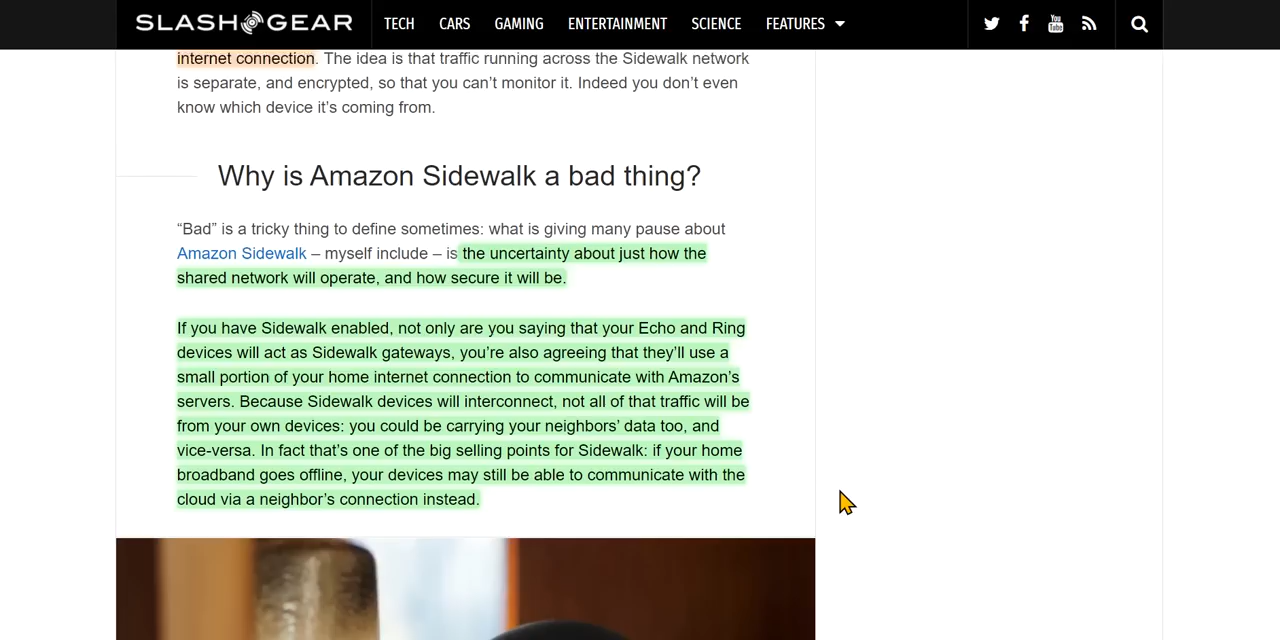 SLASHGEAR TECH CARS GAMING ENTERTAINMENT SCIENCE FEATURES
internet connection. The idea is that traffic running across the Sidewalk network
is separate, and encrypted, so that you can’t monitor it. Indeed you don’t even
know which device it’s coming from.
Why is Amazon Sidewalk a bad thing?
“Bad” is a tricky thing to define sometimes: what is giving many pause about
Amazon Sidewalk – myself include – is the uncertainty about just how the
shared network will operate, and how secure it will be.
If you have Sidewalk enabled, not only are you saying that your Echo and Ring
devices will act as Sidewalk gateways, you’re also agreeing that they’ll use a
small portion of your home internet connection to communicate with Amazon’s
servers. Because Sidewalk devices will interconnect, not all of that traffic will be
from your own devices: you could be carrying your neighbors’ data too, and
vice-versa. In fact that’s one of the big selling points for Sidewalk: if your home
broadband goes offline, your devices may still be able to communicate with the
cloud via a neighbor’s connection instead.